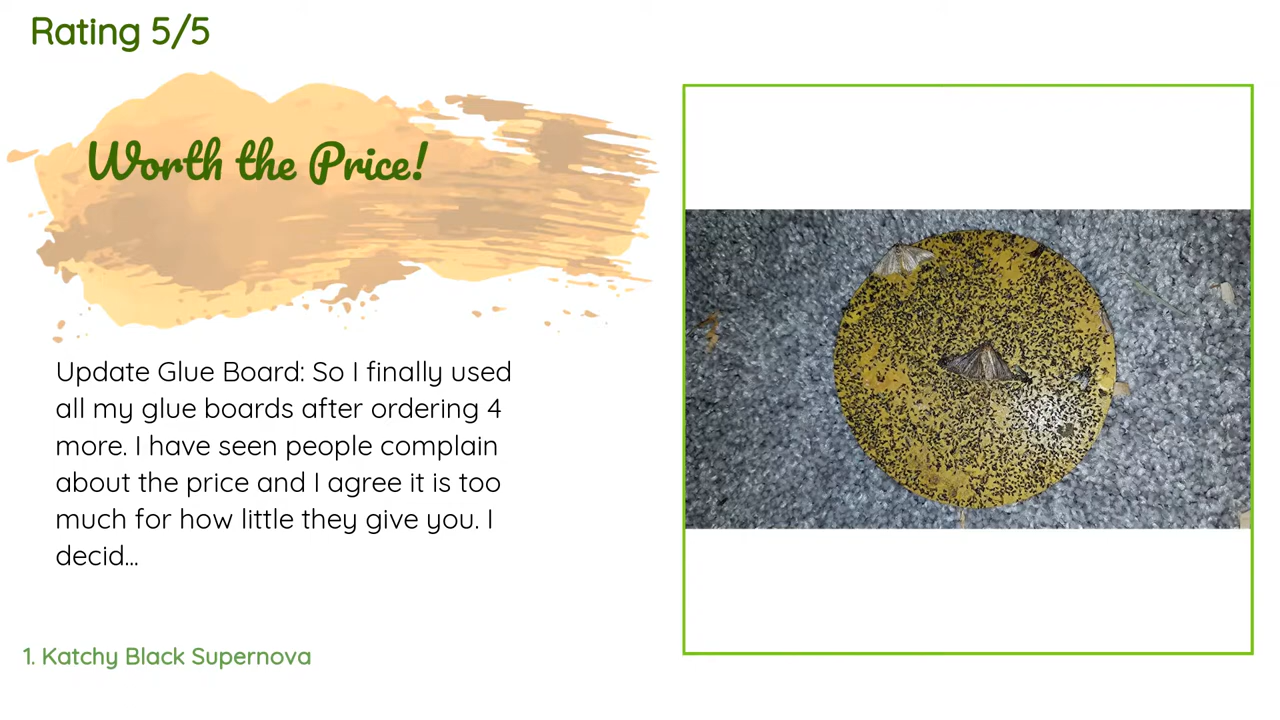 Rating 5/5
Worth the Price!
Update Glue Board: So I finally used
all my glue boards after ordering 4
more. I have seen people complain
about the price and I agree it is too
much for how little they give you. I
decid...
1. Katchy Black Supernova